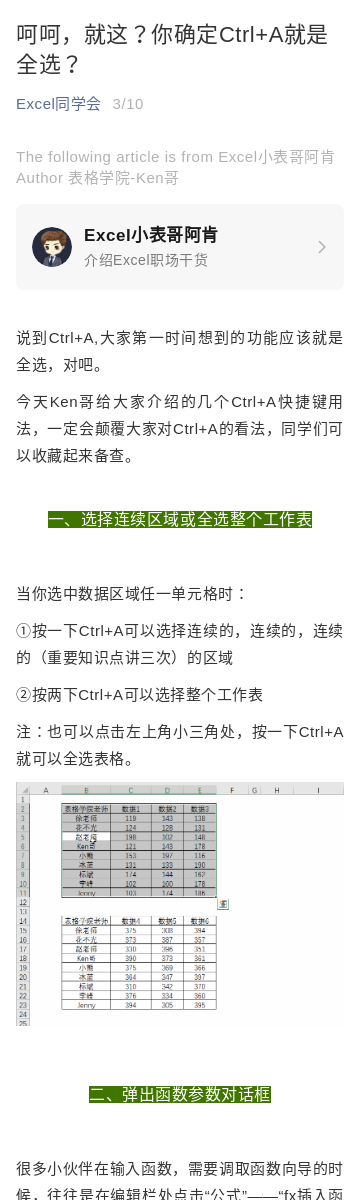 呵呵，就这？你确定Ctrl+A就是
全选？
Excel同学会 3/10
The following article is from Excel小表哥阿肯
Author 表格学院-Ken哥
Excel小表哥阿肯
介绍Excel职场干货
说到Ctrl+A,大家第一时间想到的功能应该就是
全选，对吧。
今天Ken哥给大家介绍的几个Ctrl+A快捷键用
法，一定会颠覆大家对Ctrl+A的看法，同学们可
以收藏起来备查。
一、选择连续区域或全选整个工作表
当你选中数据区域任一单元格时：
①按一下Ctrl+A可以选择连续的，连续的，连续
的（重要知识点讲三次）的区域
②按两下Ctrl+A可以选择整个工作表
注：也可以点击左上角小三角处，按一下Ctrl+A
就可以全选表格。
A B C D E F G H I
1
2 表格学院老师 数据1 数据2 数据3
3 徐老师 119 143 138
4 花不光 124 128 131
5 赵老师 198 102 148
6 Ken哥 121 143 178
7 小熊 153 197 116
8 冰蓝 131 133 190
9 标斌 174 144 162
10 李峰 102 160 178
11 Jenny 103 174 186
12
13
14 表格学院老师 数据4 数据5 数据6
15 徐老师 375 308 394
16 花不光 373 387 357
17 赵老师 330 396 351
18 Ken哥 390 373 361
19 小熊 375 369 366
20 冰蓝 364 347 365
21 标斌 310 342 370
22 李峰 376 334 360
23 Jenny 394 305 395
24
25
二、弹出函数参数对话框
很多小伙伴在输入函数，需要调取函数向导的时
候，往往是在编辑栏处点击“公式”——“fx插入函